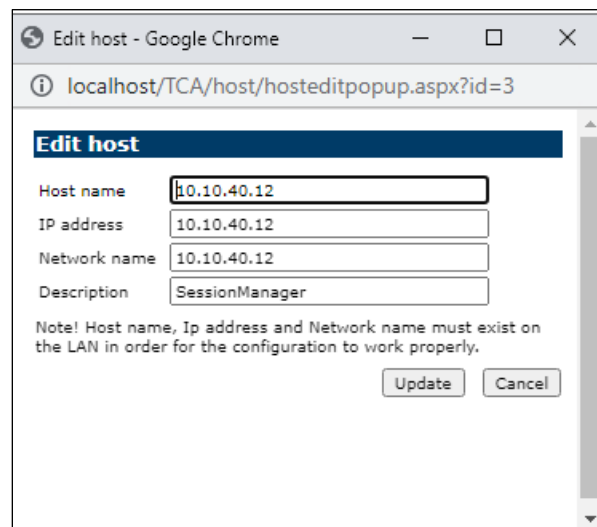 Edit host - Google Chrome
localhost/TCA/host/hosteditpopup.aspx?id=3
Edit host
Host name 10.10.40.12
IP address 10.10.40.12
Network name 10.10.40.12
Description SessionManager
Note! Host name, Ip address and Network name must exist on
the LAN in order for the configuration to work properly.
Update Cancel